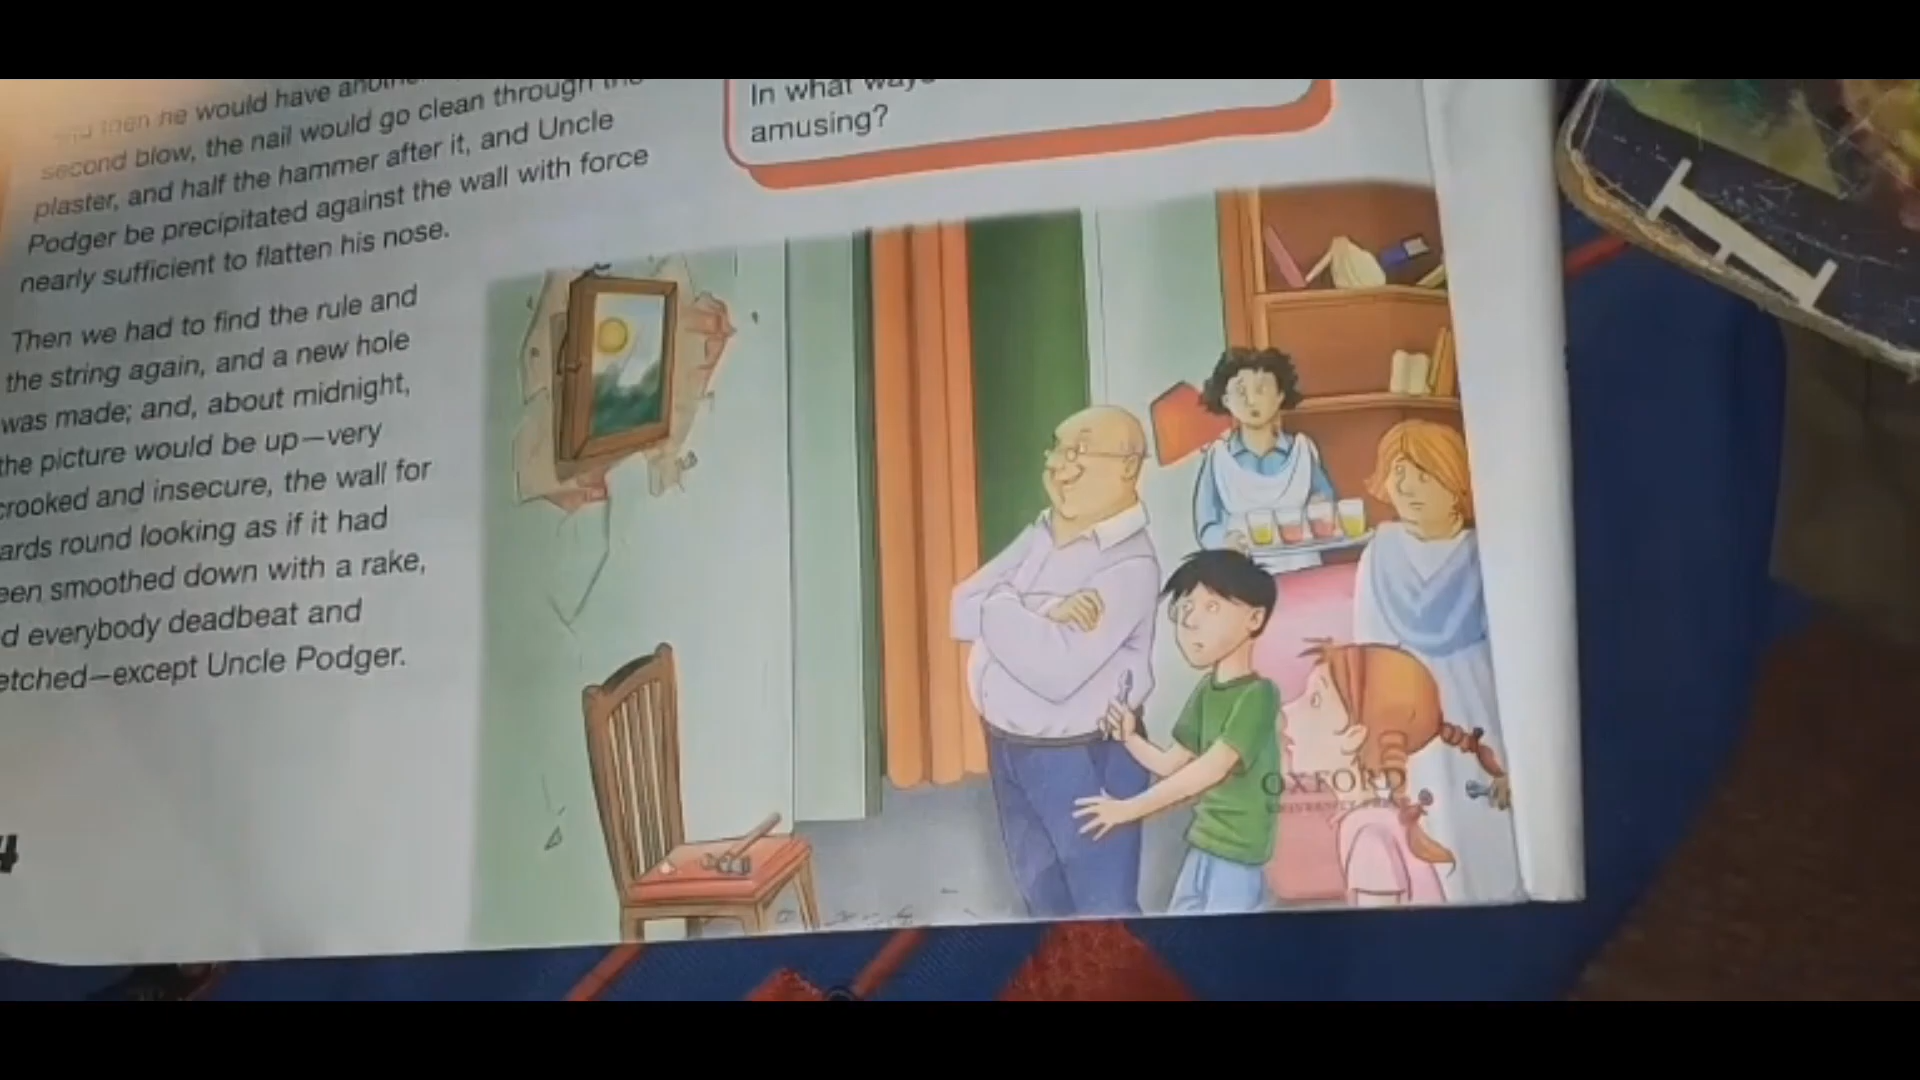 then he would have
second blow, the nail would go clean through
plaster, and half the hammer after it, and Uncle
Podger be precipitated against the wall with force
nearly sufficient to flatten his nose.
Then we had to find the rule and
the string again, and a new hole
was made; and, about midnight,
the picture would be up—very
crooked and insecure, the wall for
ards round looking as if it had
een smoothed down with a rake,
d everybody deadbeat and
etched—except Uncle Podger.
4
In what ways
amusing?
OXFORD
UNIVERSITY PRESS